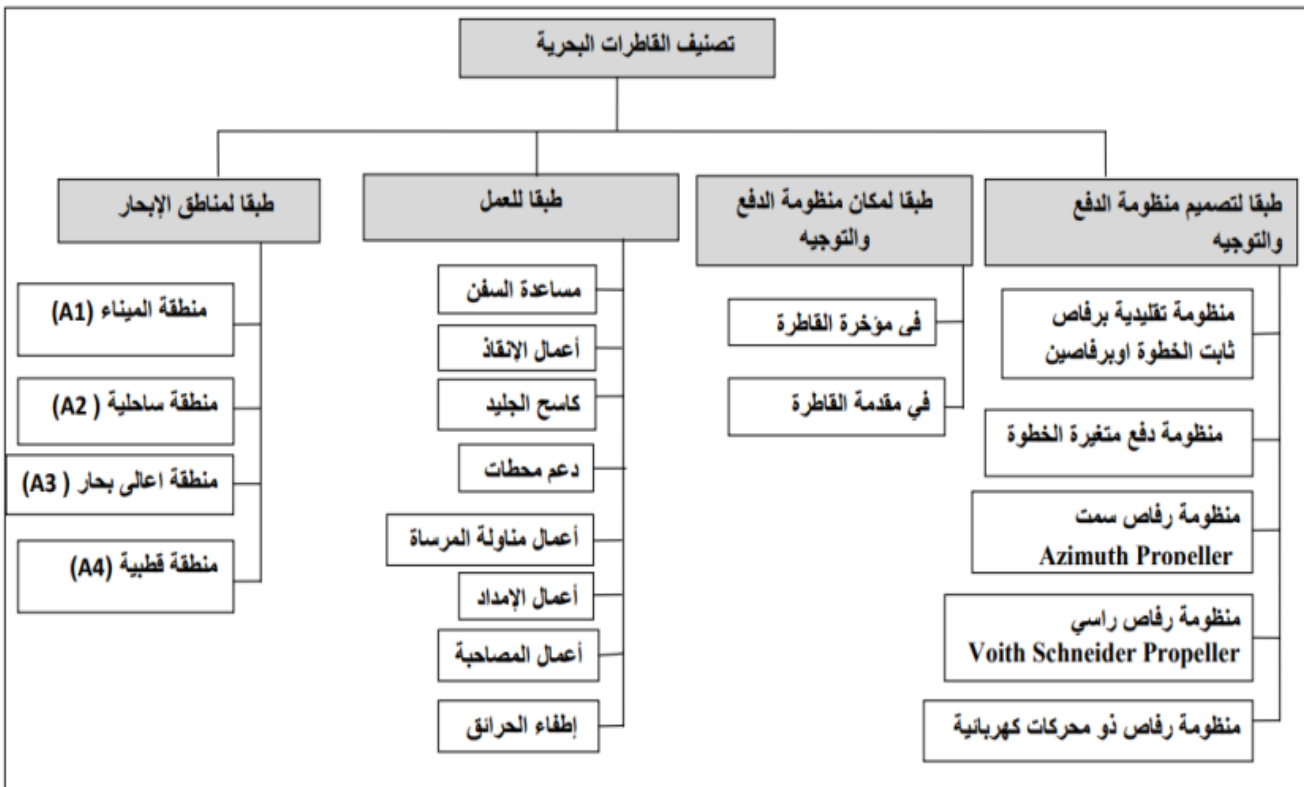 تصنيف القاطرات البحرية
طبقا لتصميم منظومة الدفع
والتوجيه
منظومة تقليدية برفاص
ثابت الخطوة اوبرفاصين
منظومة دفع متغيرة الخطوة
منظومة رفاص سمت
Azimuth Propeller
منظومة رفاص راسي
Voith Schneider Propeller
منظومة رفاص ذو محركات كهربائية
طبقا لمكان منظومة الدفع
والتوجيه
فى مؤخرة القاطرة
في مقدمة القاطرة
طبقا للعمل
مساعدة السفن
أعمال الإنقاذ
كاسح الجليد
دعم محطات
أعمال مناولة المرساة
أعمال الإمداد
أعمال المصاحبة
إطفاء الحرائق
طبقا لمناطق الإبحار
منطقة الميناء (A1)
منطقة ساحلية ( A2)
منطقة اعالى بحار ( A3)
منطقة قطبية (A4)